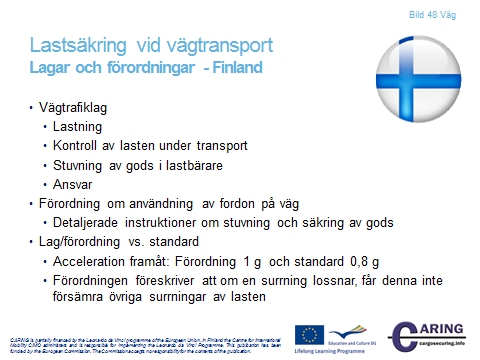 Bild 48 Väg
Lastsäkring vid vägtransport
Lagar och förordningar - Finland
• Vägtrafiklag
• Lastning
• Kontroll av lasten under transport
• Stuvning av gods i lastbärare
• Ansvar
• Förordning om användning av fordon på väg
• Detaljerade instruktioner om stuvning och säkring av gods
• Lag/förordning vs. standard
• Acceleration framåt: Förordning 1 g och standard 0,8 g
• Förordningen föreskriver att om en surrning lossnar, får denna inte
försämra övriga surrningar av lasten
CARING is partially financed by the Leonardo da Vinci programme of the European Union. In Finland the Centre for International
Mobility CIMO administers and is responsible for implementing the Leonardo da Vinci Programme. This publication has been
funded by the European Commission. The Commission accepts no responsibility for the contents of the publication.
Education and Culture DG
Lifelong Learning Programme
CARING
cargosecuring.info